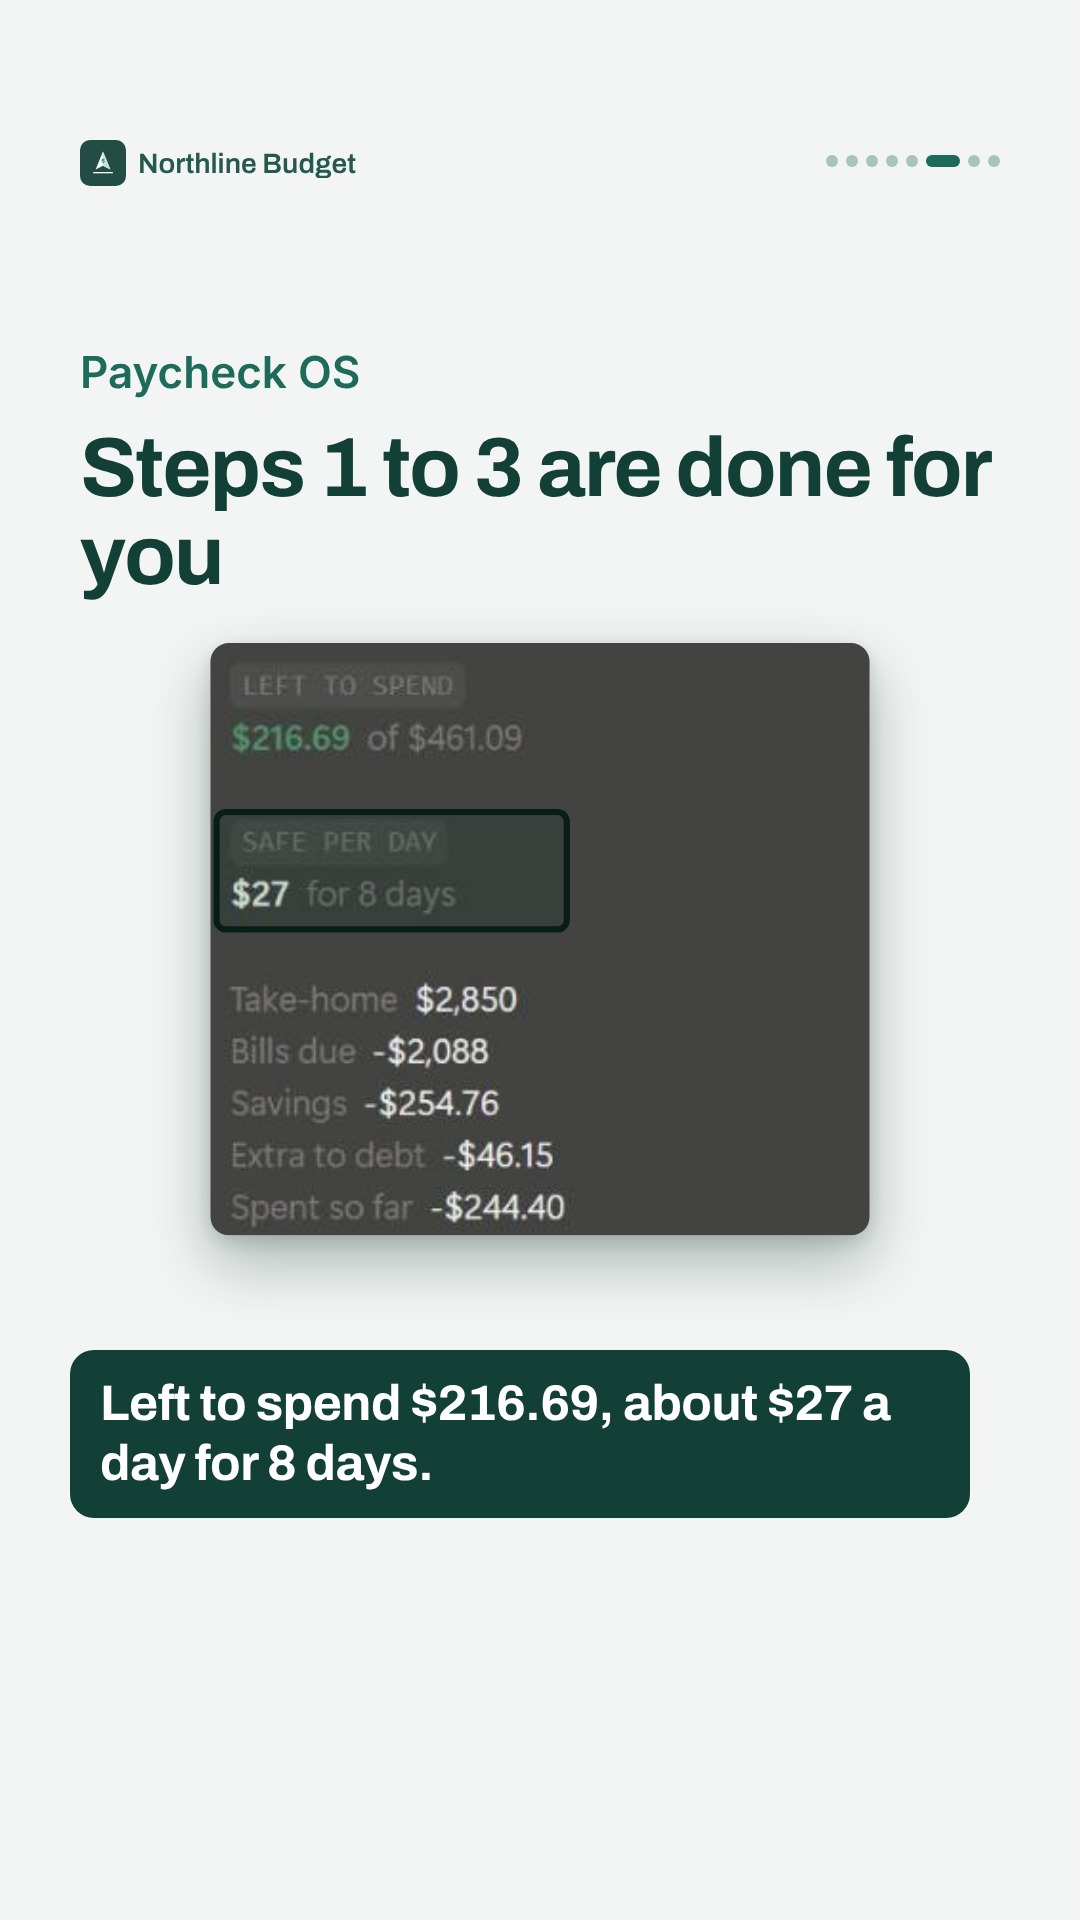 Northline Budget
Paycheck OS
Steps 1 to 3 are done for
you
LEFT TO SPEND
$216.69 of $461.09
SAFE PER DAY
$27 for 8 days
Take-home $2,850
Bills due -$2,088
Savings -$254.76
Extra to debt -$46.15
Spent so far -$244.40
Left to spend $216.69, about $27 a
day for 8 days.